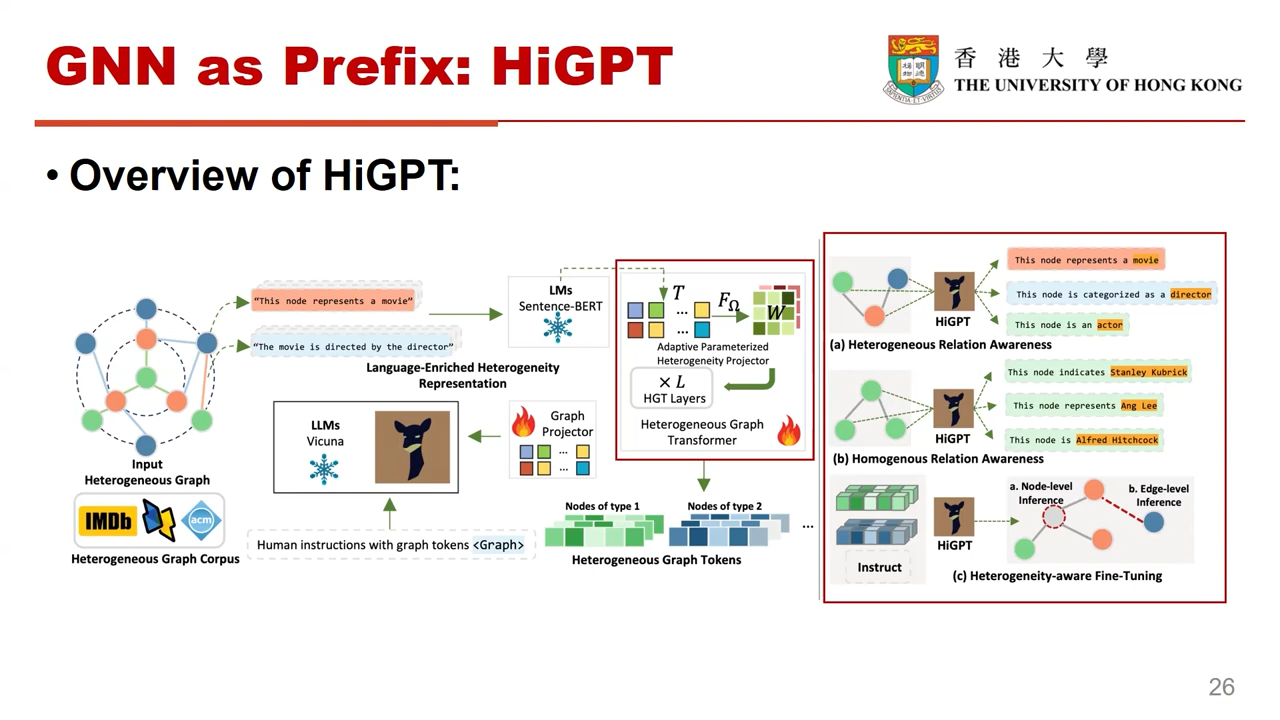 GNN as Prefix: HiGPT
香港大學
THE UNIVERSITY OF HONG KONG
• Overview of HiGPT:
"This node represents a movie"
"The movie is directed by the director"
Language-Enriched Heterogeneity
Representation
LMs
Sentence-BERT
T
F_Ω
W
...
...
Adaptive Parameterized
Heterogeneity Projector
× L
HGT Layers
Heterogeneous Graph
Transformer
Input
Heterogeneous Graph
IMDb
acm
Heterogeneous Graph Corpus
LLMs
Vicuna
Graph
Projector
...
...
Human instructions with graph tokens <Graph>
Nodes of type 1
Nodes of type 2
...
Heterogeneous Graph Tokens
HiGPT
This node represents a movie
This node is categorized as a director
This node is an actor
(a) Heterogeneous Relation Awareness
HiGPT
This node indicates Stanley Kubrick
This node represents Ang Lee
This node is Alfred Hitchcock
(b) Homogenous Relation Awareness
Instruct
HiGPT
a. Node-level
Inference
b. Edge-level
Inference
(c) Heterogeneity-aware Fine-Tuning
26